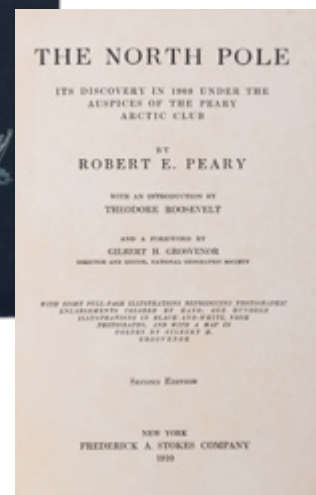 THE NORTH POLE
ITS DISCOVERY IN 1909 UNDER THE
AUSPICES OF THE PEARY
ARCTIC CLUB
BY
ROBERT E. PEARY
WITH AN INTRODUCTION BY
THEODORE ROOSEVELT
AND A FOREWORD BY
GILBERT H. GROSVENOR
DIRECTOR AND EDITOR, NATIONAL GEOGRAPHIC SOCIETY
WITH EIGHT FULL-PAGE ILLUSTRATIONS REPRODUCING PHOTOGRAPHIC
ENLARGEMENTS COLORED BY HAND; ONE HUNDRED
ILLUSTRATIONS IN BLACK-AND-WHITE, FROM
PHOTOGRAPHS; AND WITH A MAP IN
COLORS BY GILBERT H.
GROSVENOR
SECOND EDITION
NEW YORK
FREDERICK A. STOKES COMPANY
1910